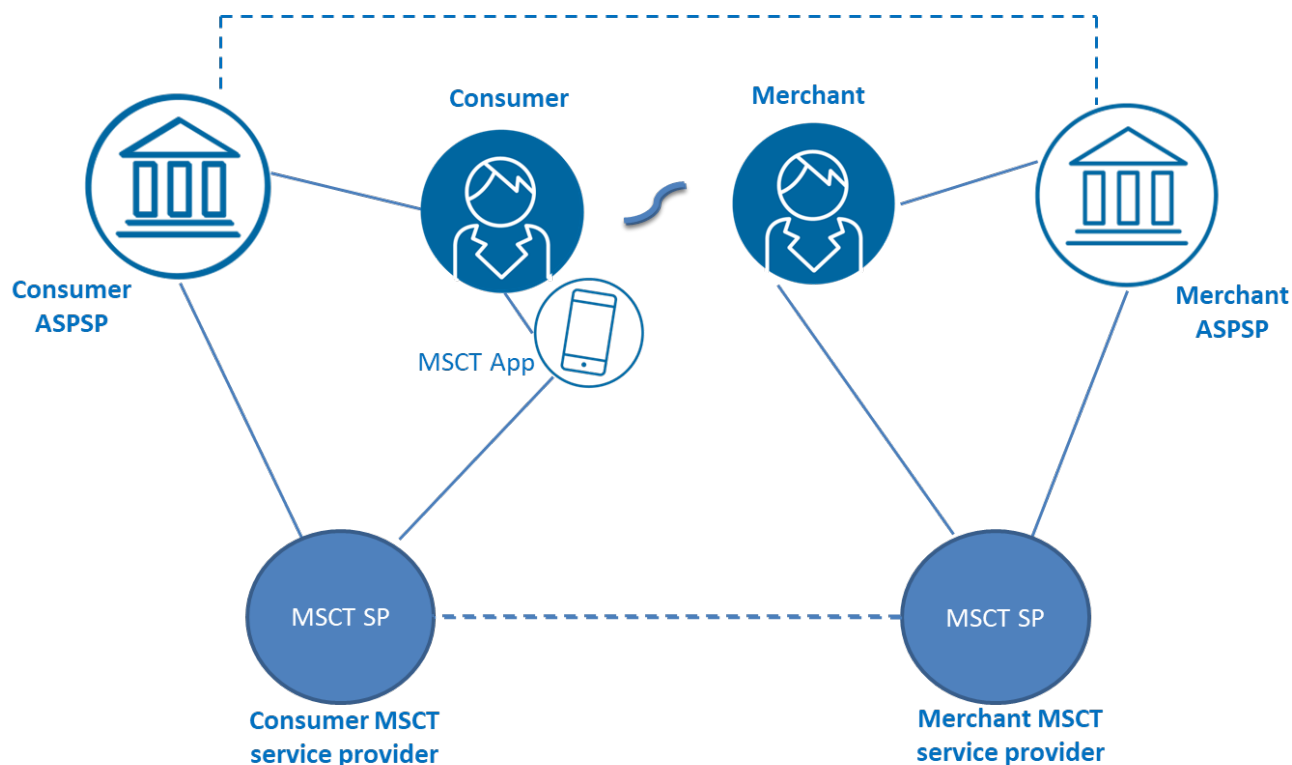 Consumer
Merchant
Consumer
ASPSP
Merchant
ASPSP
MSCT App
MSCT SP
MSCT SP
Consumer MSCT
service provider
Merchant MSCT
service provider